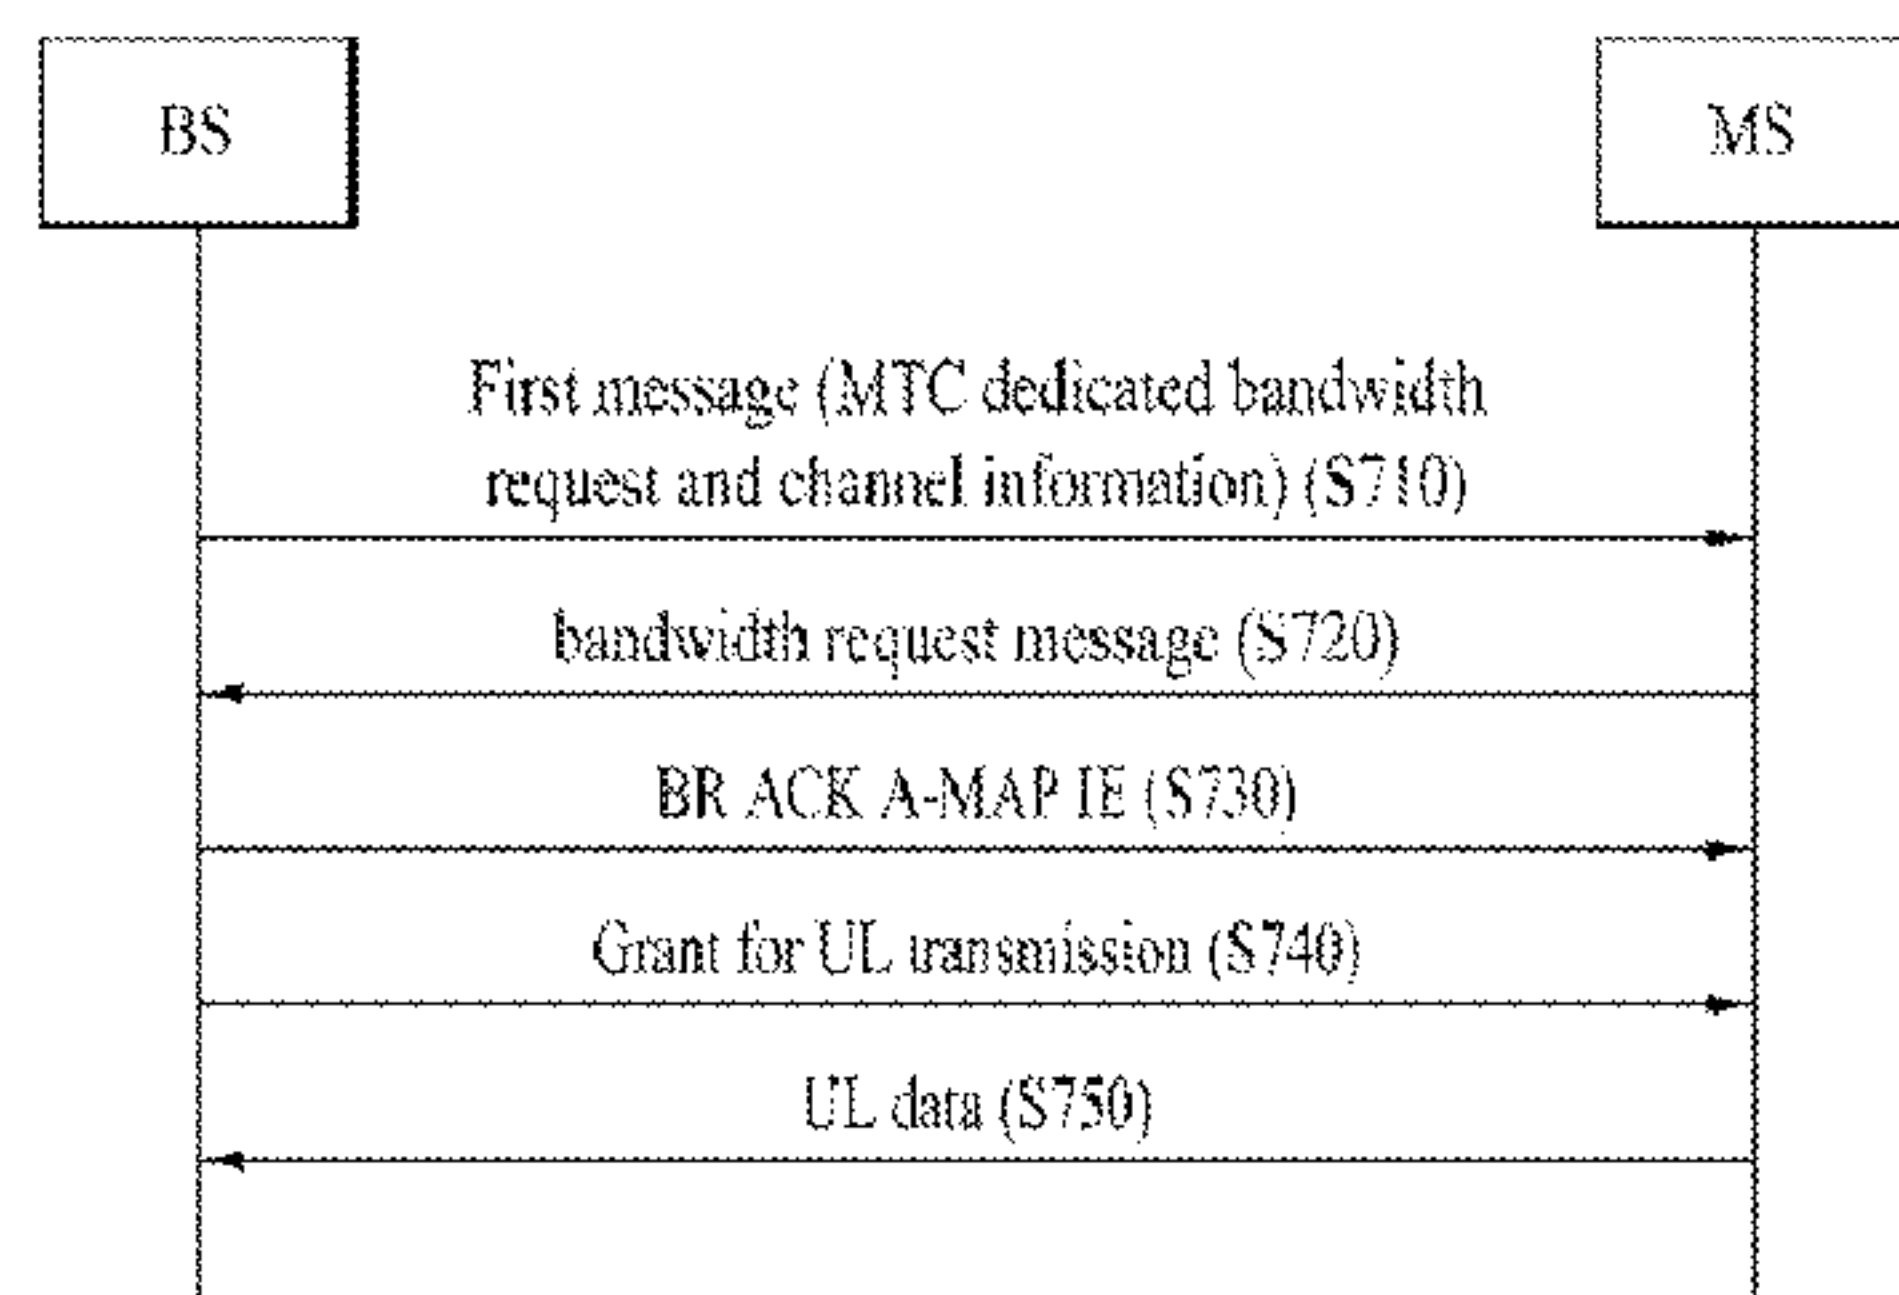 BS
MS
First message (MTC dedicated bandwidth
request and channel information) (S710)
bandwidth request message (S720)
BR ACK A-MAP IE (S730)
Grant for UL transmission (S740)
UL data (S750)